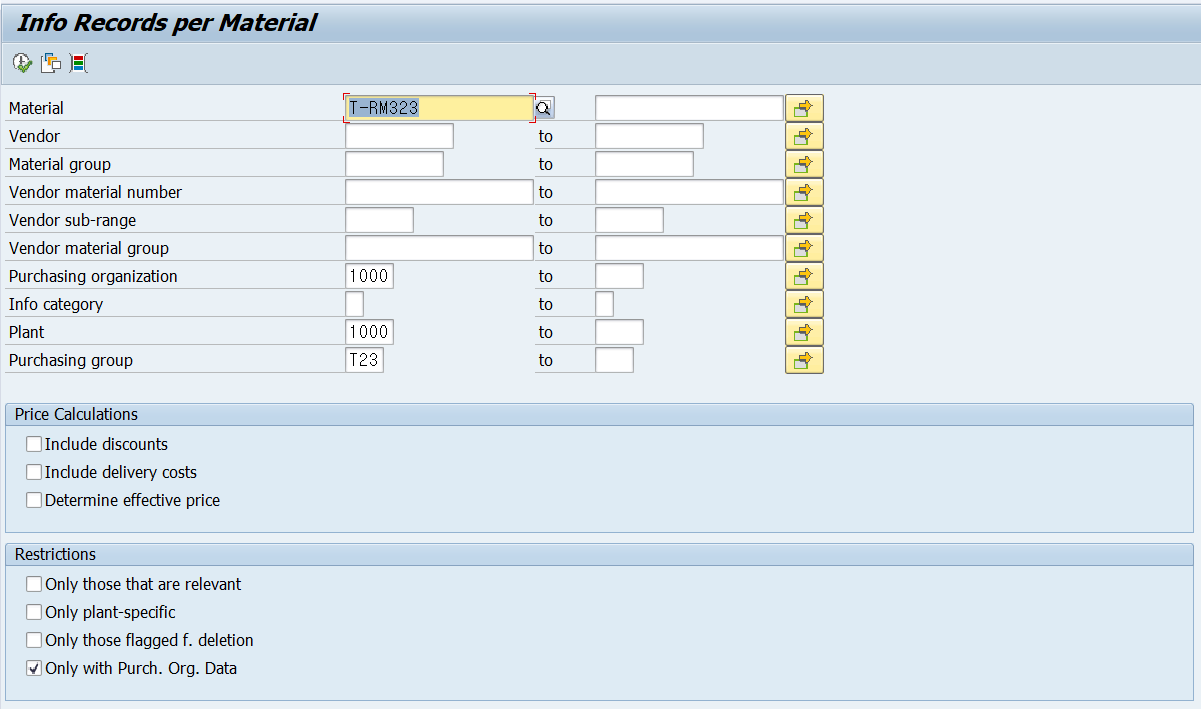 Info Records per Material
Material T-RM323
Vendor to
Material group to
Vendor material number to
Vendor sub-range to
Vendor material group to
Purchasing organization 1000 to
Info category to
Plant 1000 to
Purchasing group T23 to
Price Calculations
Include discounts
Include delivery costs
Determine effective price
Restrictions
Only those that are relevant
Only plant-specific
Only those flagged f. deletion
Only with Purch. Org. Data